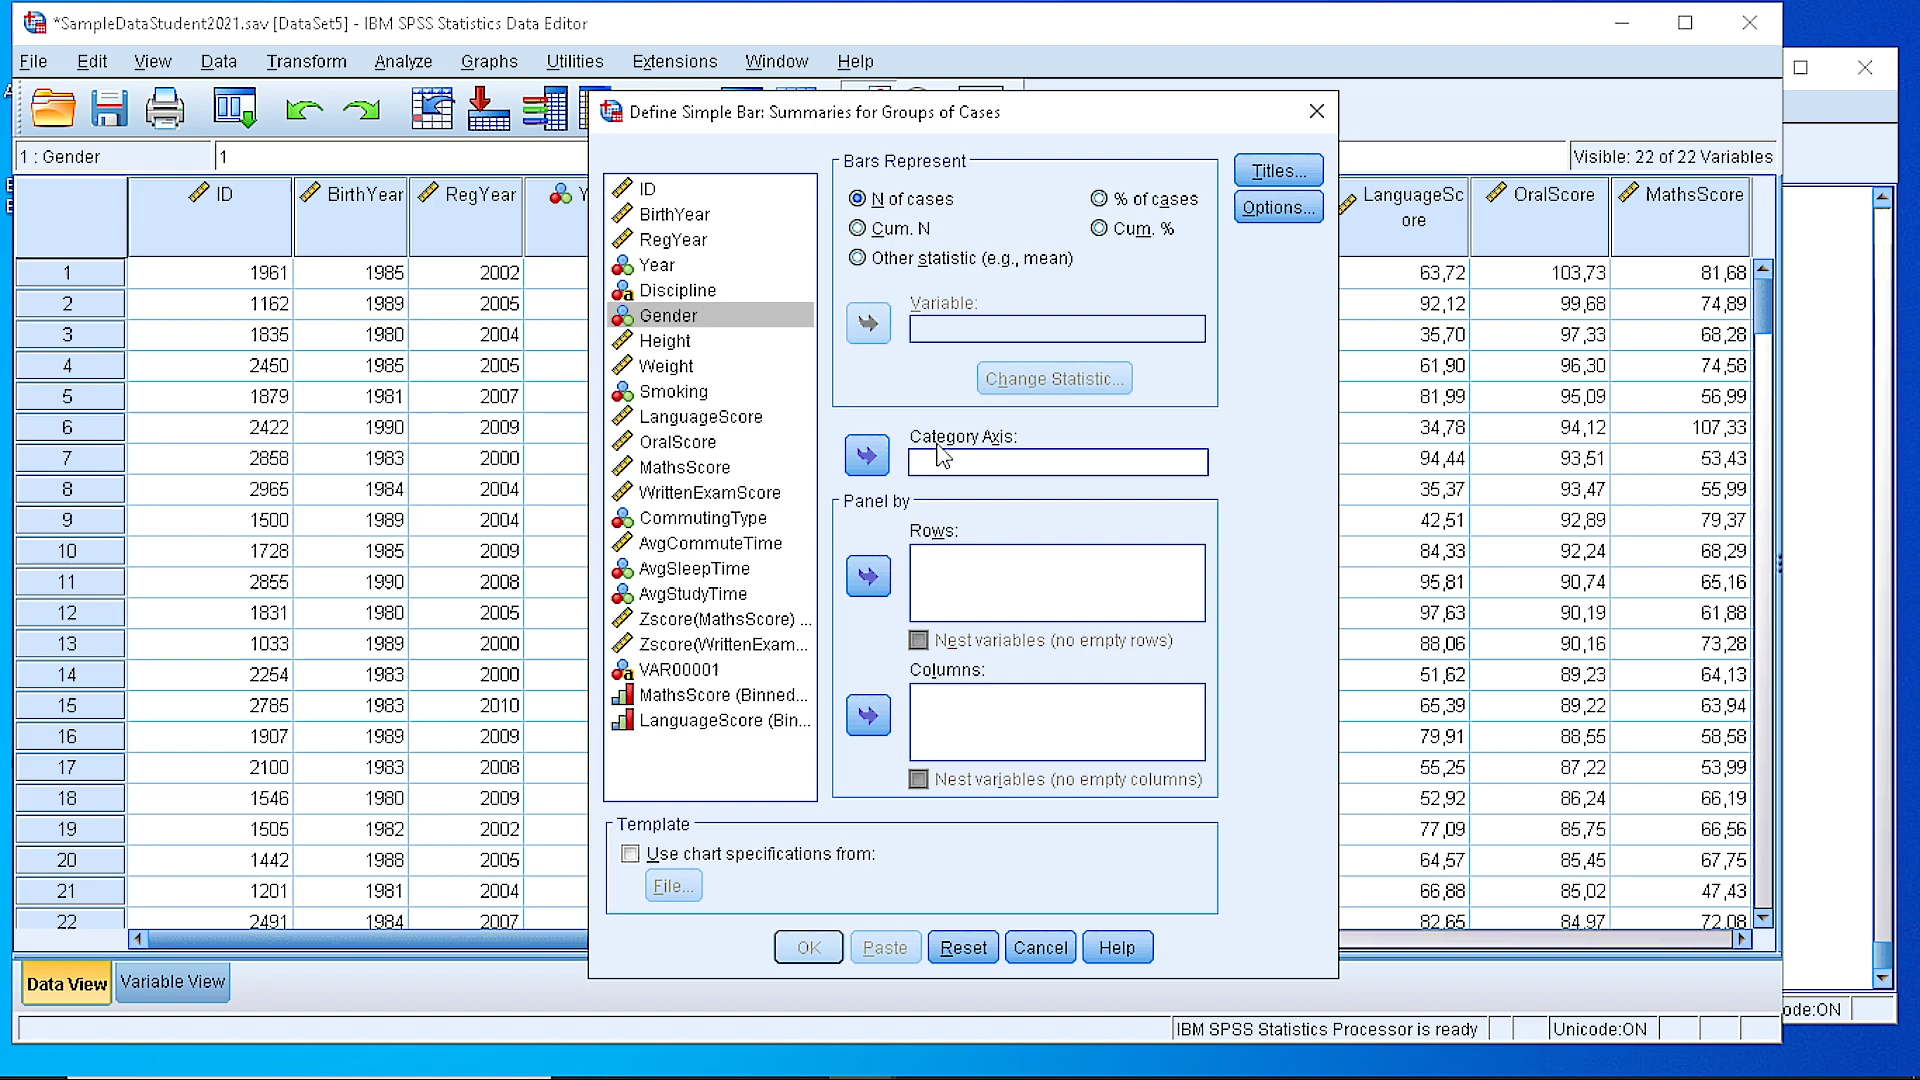 *SampleDataStudent2021.sav [DataSet5] - IBM SPSS Statistics Data Editor
File Edit View Data Transform Analyze Graphs Utilities Extensions Window Help
1 : Gender 1 Visible: 22 of 22 Variables
ID BirthYear RegYear Y LanguageSc OralScore MathsScore
ore
1 1961 1985 2002 63,72 103,73 81,68
2 1162 1989 2005 92,12 99,68 74,89
3 1835 1980 2004 35,70 97,33 68,28
4 2450 1985 2005 61,90 96,30 74,58
5 1879 1981 2007 81,99 95,09 56,99
6 2422 1990 2009 34,78 94,12 107,33
7 2858 1983 2000 94,44 93,51 53,43
8 2965 1984 2004 35,37 93,47 55,99
9 1500 1989 2004 42,51 92,89 79,37
10 1728 1985 2009 84,33 92,24 68,29
11 2855 1990 2008 95,81 90,74 65,16
12 1831 1980 2005 97,63 90,19 61,88
13 1033 1989 2000 88,06 90,16 73,28
14 2254 1983 2000 51,62 89,23 64,13
15 2785 1983 2010 65,39 89,22 63,94
16 1907 1989 2009 79,91 88,55 58,58
17 2100 1983 2008 55,25 87,22 53,99
18 1546 1980 2009 52,92 86,24 66,19
19 1505 1982 2002 77,09 85,75 66,56
20 1442 1988 2005 64,57 85,45 67,75
21 1201 1981 2004 66,88 85,02 47,43
22 2491 1984 2007 82,65 84,97 72,08
Define Simple Bar: Summaries for Groups of Cases
ID
BirthYear
RegYear
Year
Discipline
Gender
Height
Weight
Smoking
LanguageScore
OralScore
MathsScore
WrittenExamScore
CommutingType
AvgCommuteTime
AvgSleepTime
AvgStudyTime
Zscore(MathsScore) ...
Zscore(WrittenExam...
VAR00001
MathsScore (Binned...
LanguageScore (Bin...
Bars Represent
N of cases % of cases
Cum. N Cum. %
Other statistic (e.g., mean)
Variable:
Change Statistic...
Category Axis:
Panel by
Rows:
Nest variables (no empty rows)
Columns:
Nest variables (no empty columns)
Titles...
Options...
Template
Use chart specifications from:
File...
OK Paste Reset Cancel Help
Data View Variable View
IBM SPSS Statistics Processor is ready Unicode:ON
ode:ON